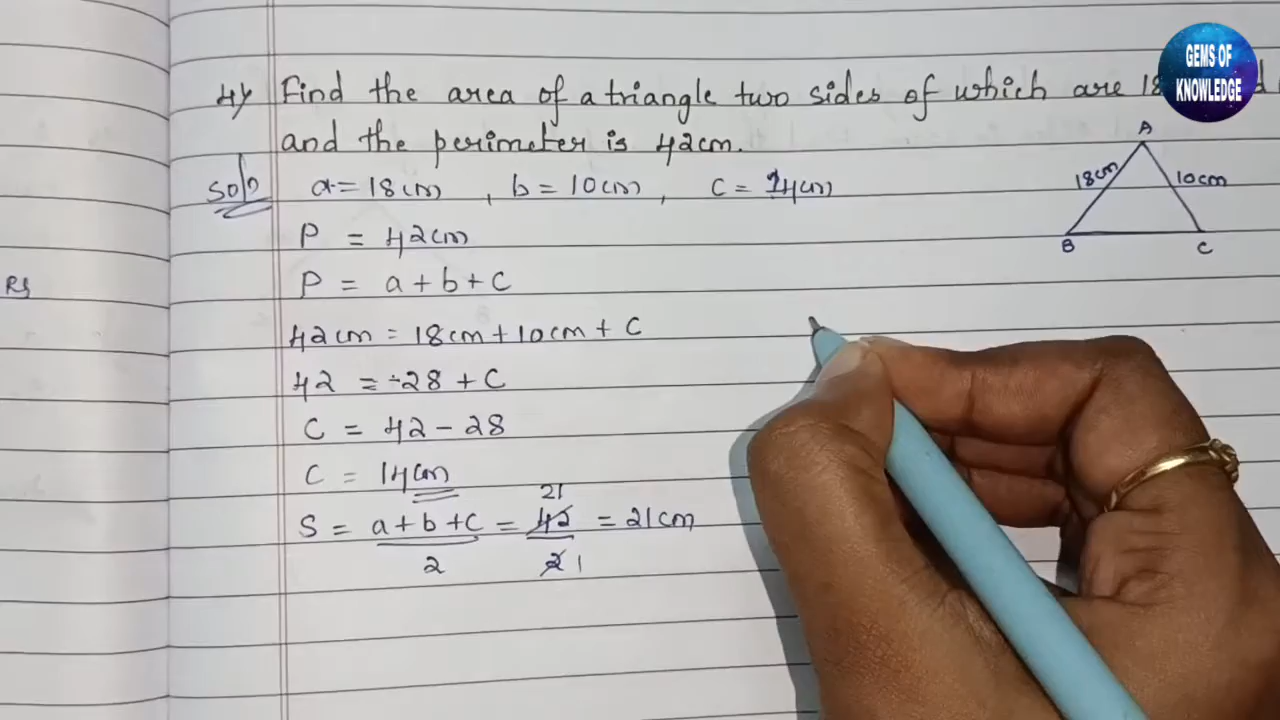 GEMS OF
KNOWLEDGE
4) Find the area of a triangle two sides of which are 18
and the perimeter is 42cm.
Soln a = 18cm , b = 10cm , c = 14cm
P = 42cm
P = a + b + c
42cm = 18cm + 10cm + c
42 = 28 + c
c = 42 - 28
c = 14cm
S = a + b + c / 2 = 42 / 2 = 21cm
21
1
A
18cm 10cm
B C
Rs